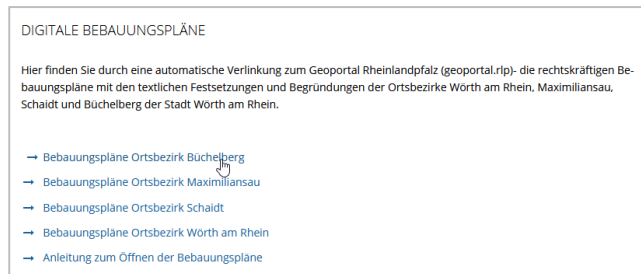 DIGITALE BEBAUUNGSPLÄNE
Hier finden Sie durch eine automatische Verlinkung zum Geoportal Rheinlandpfalz (geoportal.rlp)- die rechtskräftigen Be-
bauungspläne mit den textlichen Festsetzungen und Begründungen der Ortsbezirke Wörth am Rhein, Maximiliansau,
Schaidt und Büchelberg der Stadt Wörth am Rhein.
→ Bebauungspläne Ortsbezirk Büchelberg
→ Bebauungspläne Ortsbezirk Maximiliansau
→ Bebauungspläne Ortsbezirk Schaidt
→ Bebauungspläne Ortsbezirk Wörth am Rhein
→ Anleitung zum Öffnen der Bebauungspläne